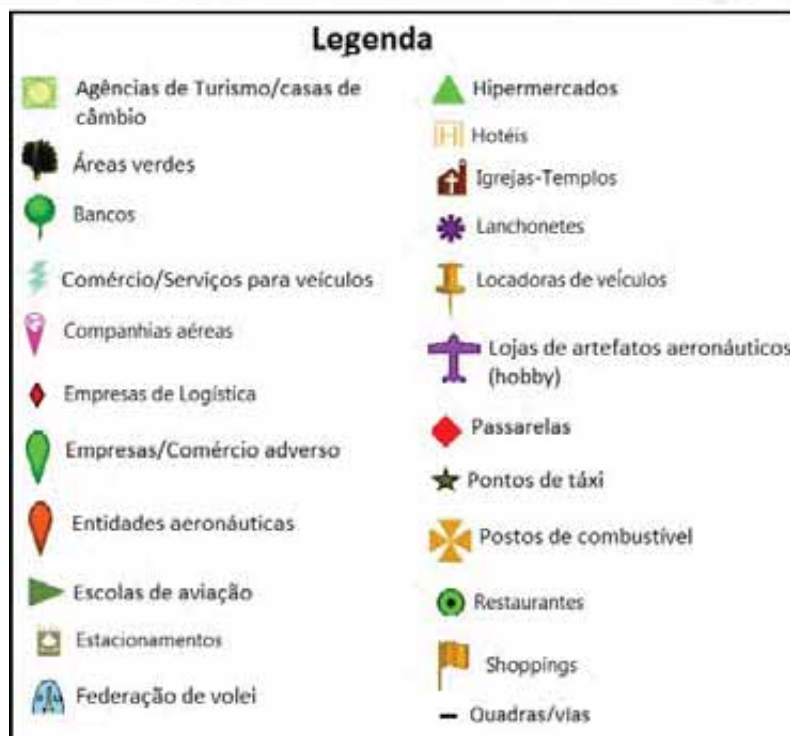 Legenda
Agências de Turismo/casas de
câmbio
Áreas verdes
Bancos
Comércio/Serviços para veículos
Companhias aéreas
Empresas de Logística
Empresas/Comércio adverso
Entidades aeronáuticas
Escolas de aviação
Estacionamentos
Federação de volei
Hipermercados
H Hotéis
Igrejas-Templos
Lanchonetes
Locadoras de veículos
Lojas de artefatos aeronáuticos
(hobby)
Passarelas
Pontos de táxi
Postos de combustível
Restaurantes
Shoppings
Quadras/vias